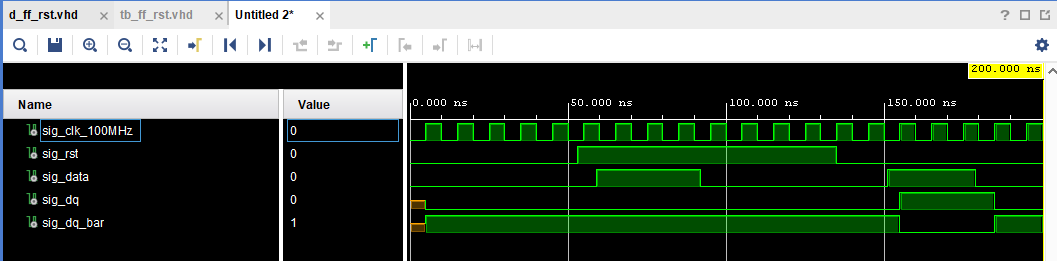 d_ff_rst.vhd × tb_ff_rst.vhd × Untitled 2* × ?
200.000 ns
Name Value 0.000 ns 50.000 ns 100.000 ns 150.000 ns
sig_clk_100MHz 0
sig_rst 0
sig_data 0
sig_dq 0
sig_dq_bar 1